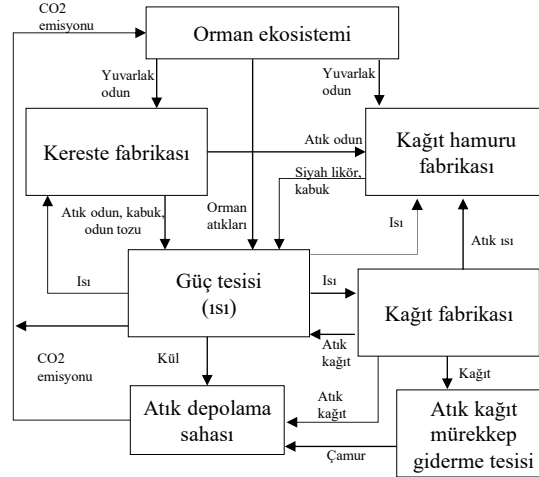 CO2
emisyonu
Orman ekosistemi
Yuvarlak
odun
Yuvarlak
odun
Kereste fabrikası
Atık odun
Kağıt hamuru
fabrikası
Siyah likör,
kabuk
Atık odun, kabuk,
odun tozu
Orman
atıkları
Isı
Atık ısı
Isı
Güç tesisi
(ısı)
Isı
Kağıt fabrikası
CO2
emisyonu
Atık
kağıt
Kül
Kağıt
Atık depolama
sahası
Atık
kağıt
Atık kağıt
mürekkep
giderme tesisi
Çamur